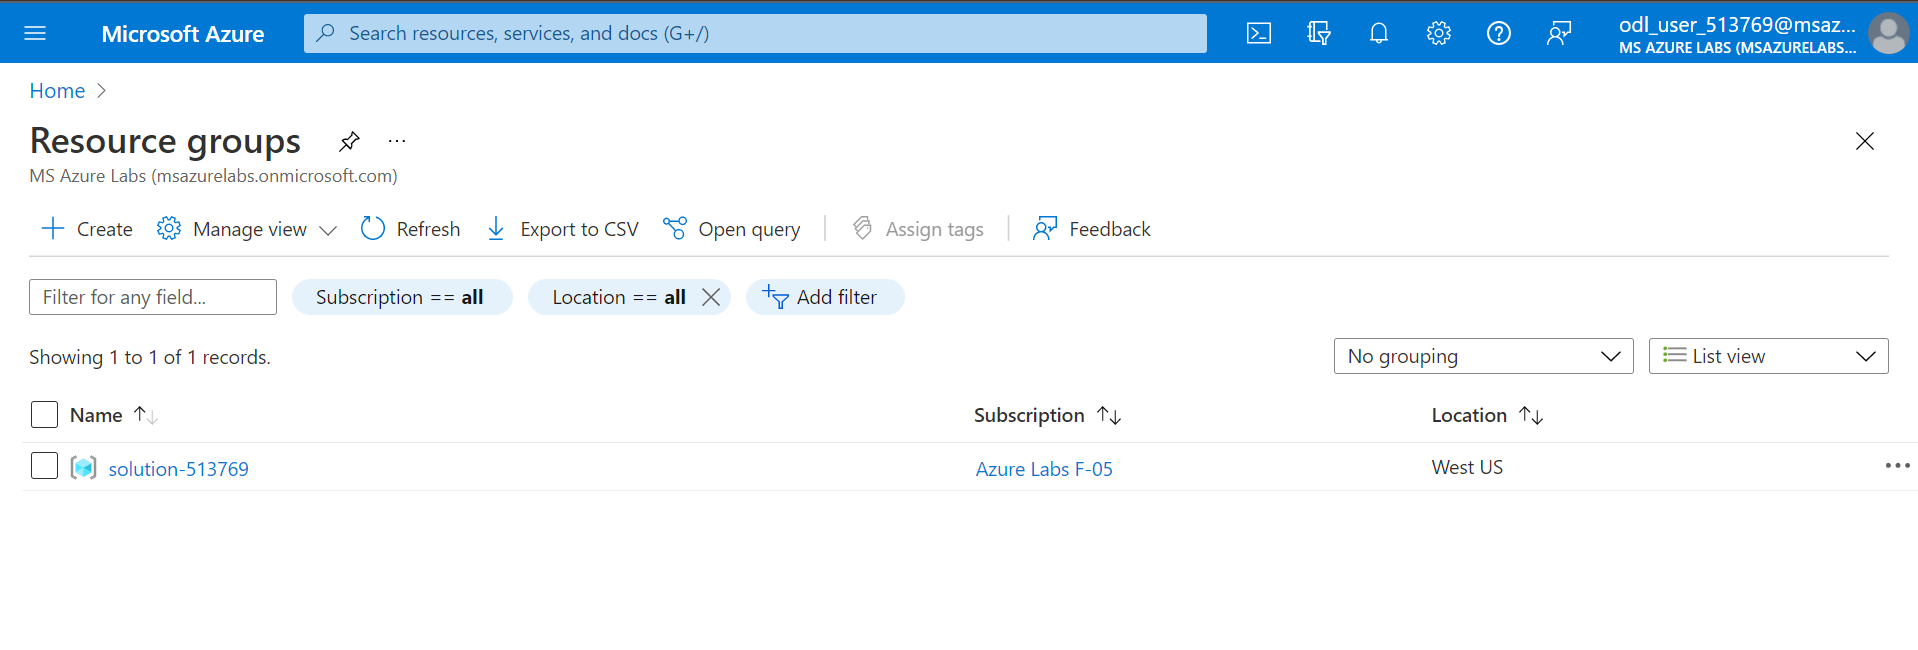 Microsoft Azure
Search resources, services, and docs (G+/)
odl_user_513769@msaz...
MS AZURE LABS (MSAZURELABS...
Home
Resource groups
MS Azure Labs (msazurelabs.onmicrosoft.com)
Create Manage view Refresh Export to CSV Open query Assign tags Feedback
Filter for any field... Subscription == all Location == all Add filter
Showing 1 to 1 of 1 records. No grouping List view
Name Subscription Location
solution-513769 Azure Labs F-05 West US